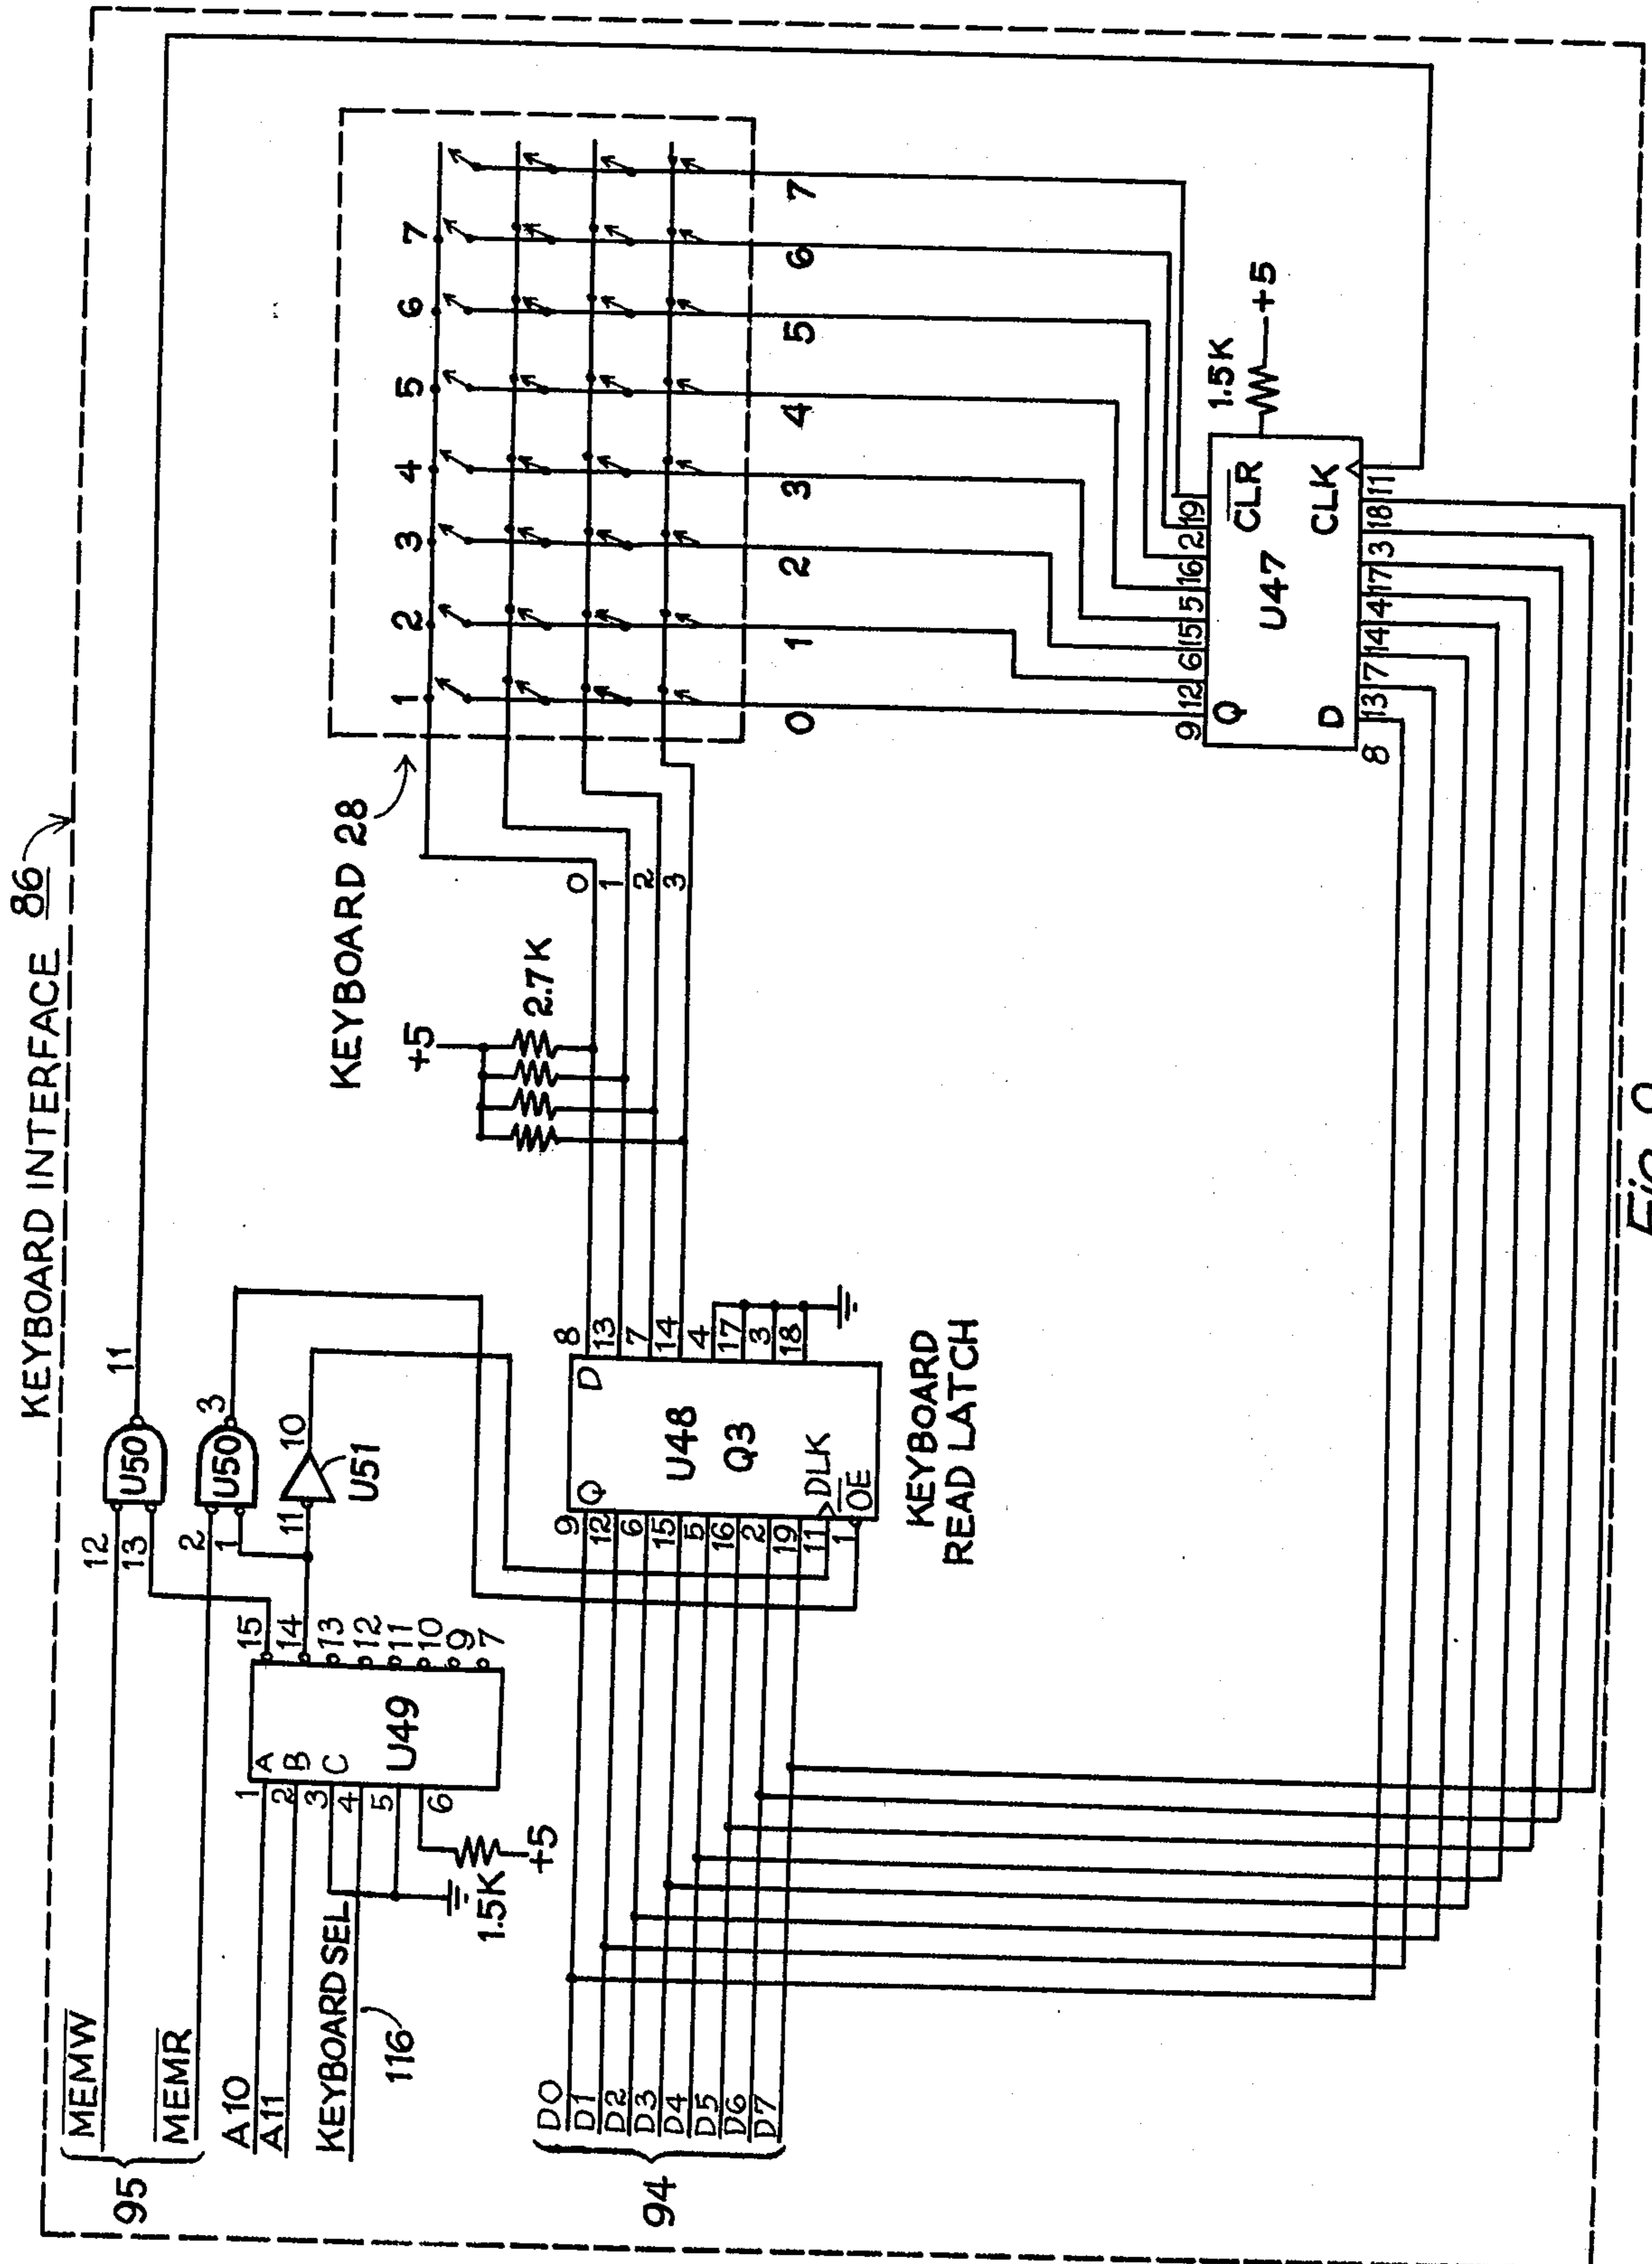 KEYBOARD INTERFACE 86
95
MEMW
MEMR
12
13
U50
11
2
1
U50
3
A10
A11
KEYBOARD SEL
116
1
2
3
4
5
6
A
B
C
U49
15
14
13
12
11
10
9
7
11
10
U51
1.5K
+5
94
D0
D1
D2
D3
D4
D5
D6
D7
9
12
6
15
5
16
2
19
11
1
Q
D
U48
Q3
DLK
OE
8
13
7
14
4
17
3
18
KEYBOARD
READ LATCH
+5
2.7K
0
1
2
3
KEYBOARD 28
1 2 3 4 5 6 7
0 1 2 3 4 5 6 7
9 12 6 15 5 16 2 19
Q
CLR
U47
D
CLK
1.5K
+5
8 13 7 14 4 17 3 18 11